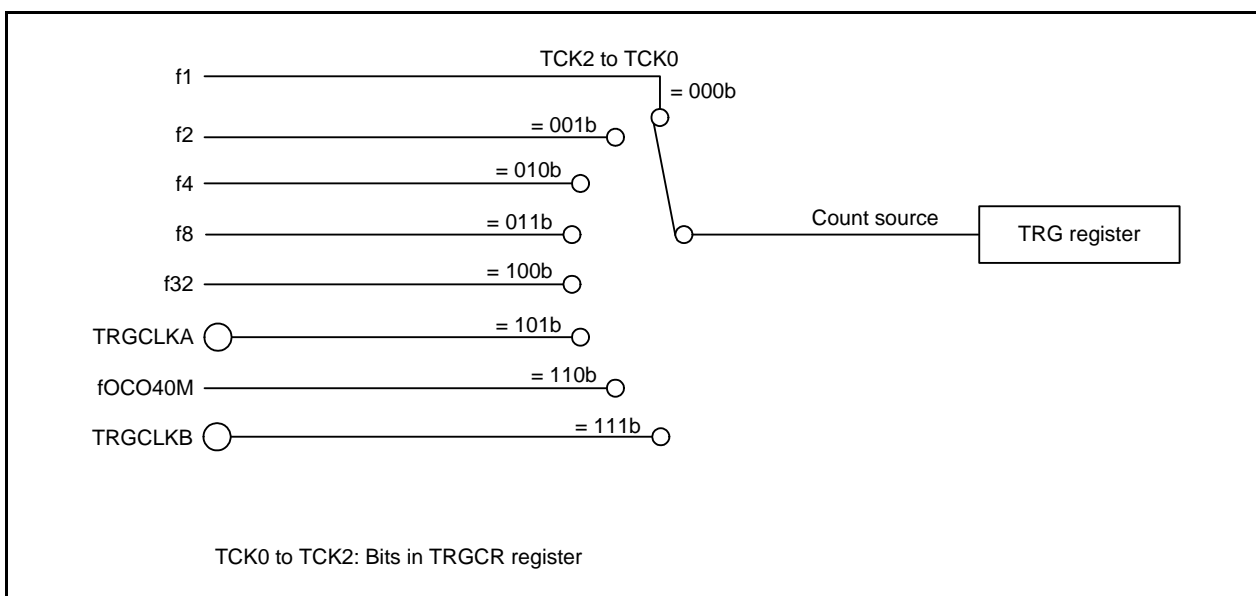 TCK2 to TCK0
f1
= 000b
f2
= 001b
f4
= 010b
f8
= 011b
Count source
TRG register
f32
= 100b
TRGCLKA
= 101b
fOCO40M
= 110b
TRGCLKB
= 111b
TCK0 to TCK2: Bits in TRGCR register